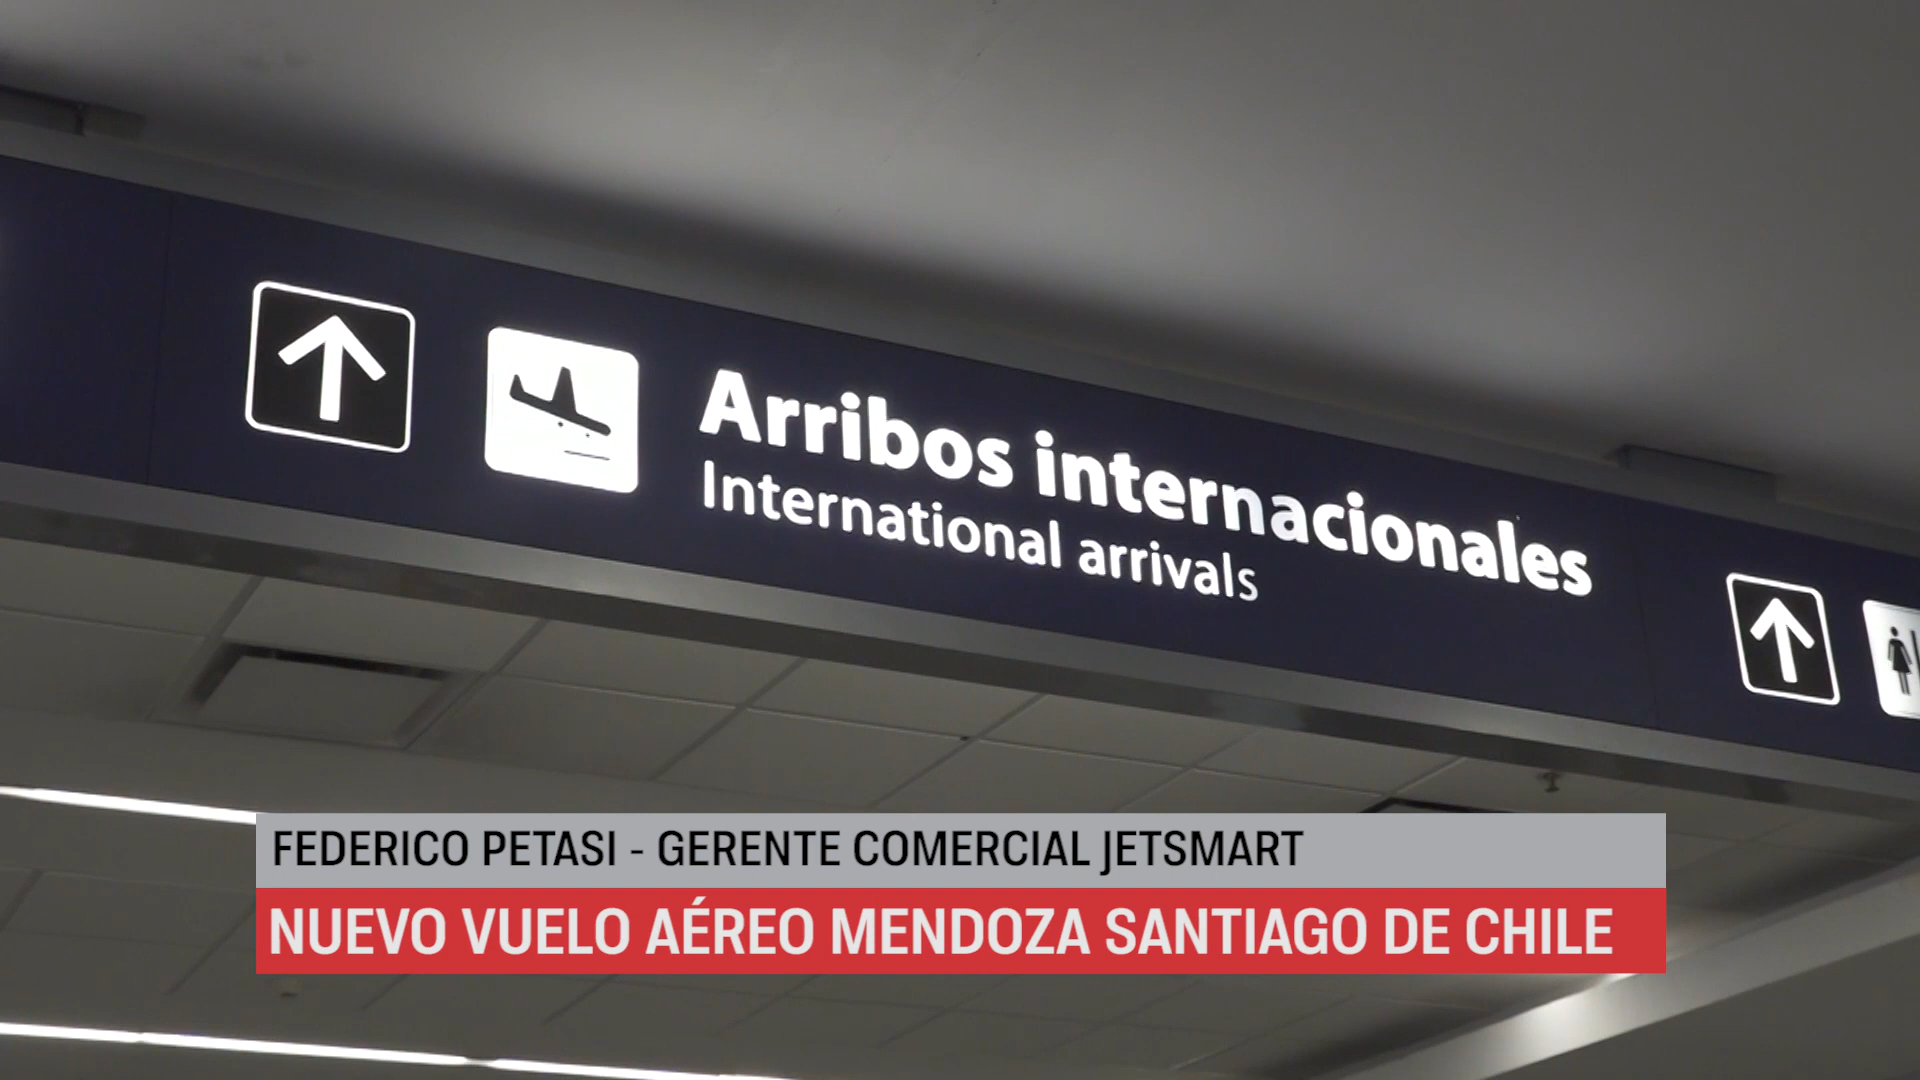 Arribos internacionales
International arrivals
FEDERICO PETASI - GERENTE COMERCIAL JETSMART
NUEVO VUELO AÉREO MENDOZA SANTIAGO DE CHILE